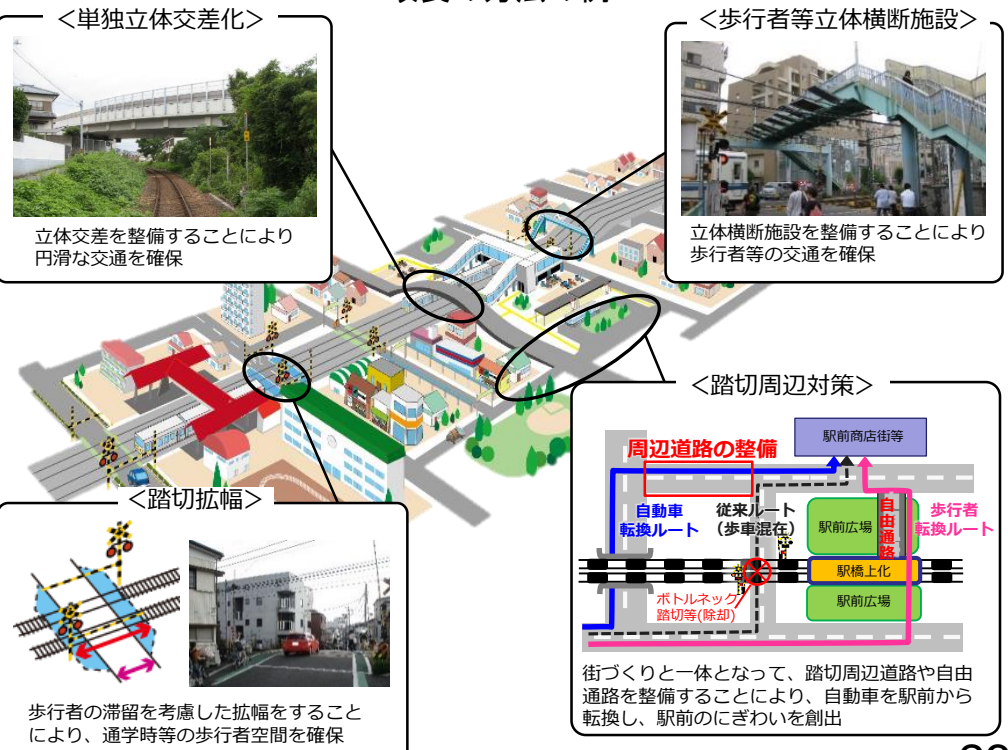 ＜単独立体交差化＞
立体交差を整備することにより
円滑な交通を確保
＜歩行者等立体横断施設＞
立体横断施設を整備することにより
歩行者等の交通を確保
＜踏切拡幅＞
歩行者の滞留を考慮した拡幅をすること
により、通学時等の歩行者空間を確保
＜踏切周辺対策＞
駅前商店街等
周辺道路の整備
自動車
転換ルート
従来ルート
（歩車混在）
駅前広場
自由通路
歩行者
転換ルート
駅橋上化
ボトルネック
踏切等(除却)
駅前広場
街づくりと一体となって、踏切周辺道路や自由
通路を整備することにより、自動車を駅前から
転換し、駅前のにぎわいを創出